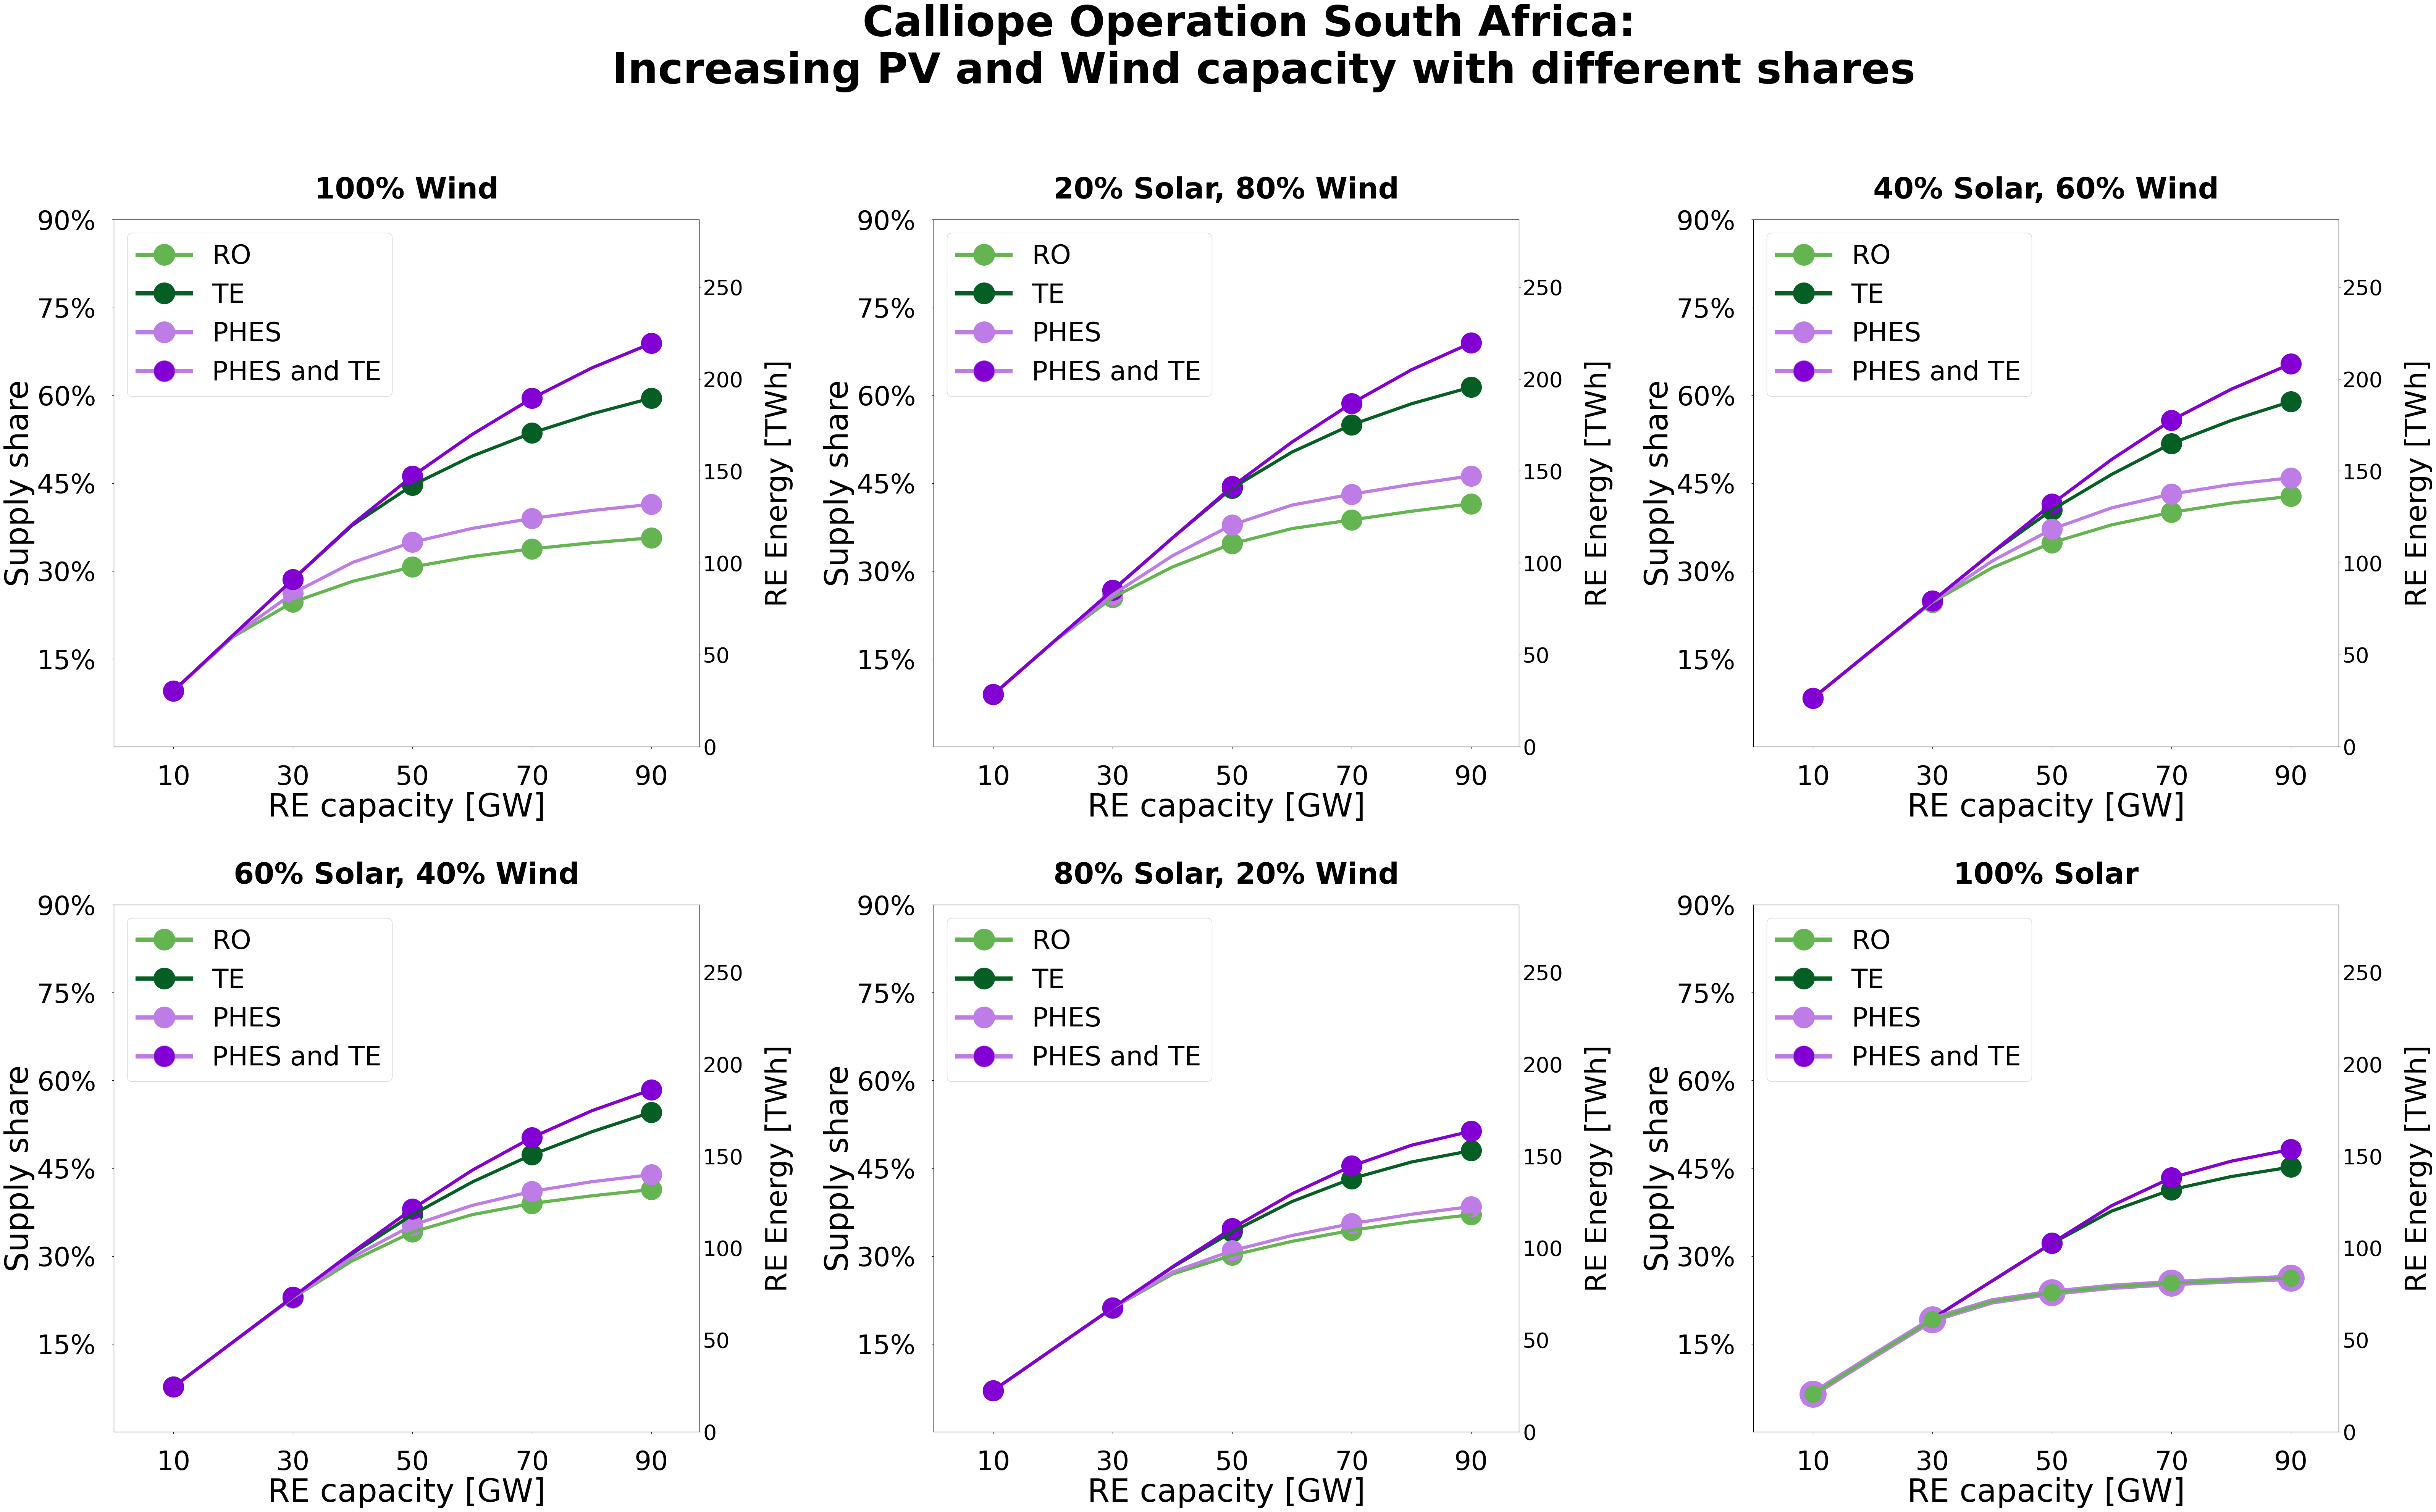 Calliope Operation South Africa:
Increasing PV and Wind capacity with different shares
100% Wind
90%
75%
60%
45%
30%
15%
Supply share
RO
TE
PHES
PHES and TE
250
200
150
100
50
0
RE Energy [TWh]
10 30 50 70 90
RE capacity [GW]
20% Solar, 80% Wind
90%
75%
60%
45%
30%
15%
Supply share
RO
TE
PHES
PHES and TE
250
200
150
100
50
0
RE Energy [TWh]
10 30 50 70 90
RE capacity [GW]
40% Solar, 60% Wind
90%
75%
60%
45%
30%
15%
Supply share
RO
TE
PHES
PHES and TE
250
200
150
100
50
0
RE Energy [TWh]
10 30 50 70 90
RE capacity [GW]
60% Solar, 40% Wind
90%
75%
60%
45%
30%
15%
Supply share
RO
TE
PHES
PHES and TE
250
200
150
100
50
0
RE Energy [TWh]
10 30 50 70 90
RE capacity [GW]
80% Solar, 20% Wind
90%
75%
60%
45%
30%
15%
Supply share
RO
TE
PHES
PHES and TE
250
200
150
100
50
0
RE Energy [TWh]
10 30 50 70 90
RE capacity [GW]
100% Solar
90%
75%
60%
45%
30%
15%
Supply share
RO
TE
PHES
PHES and TE
250
200
150
100
50
0
RE Energy [TWh]
10 30 50 70 90
RE capacity [GW]